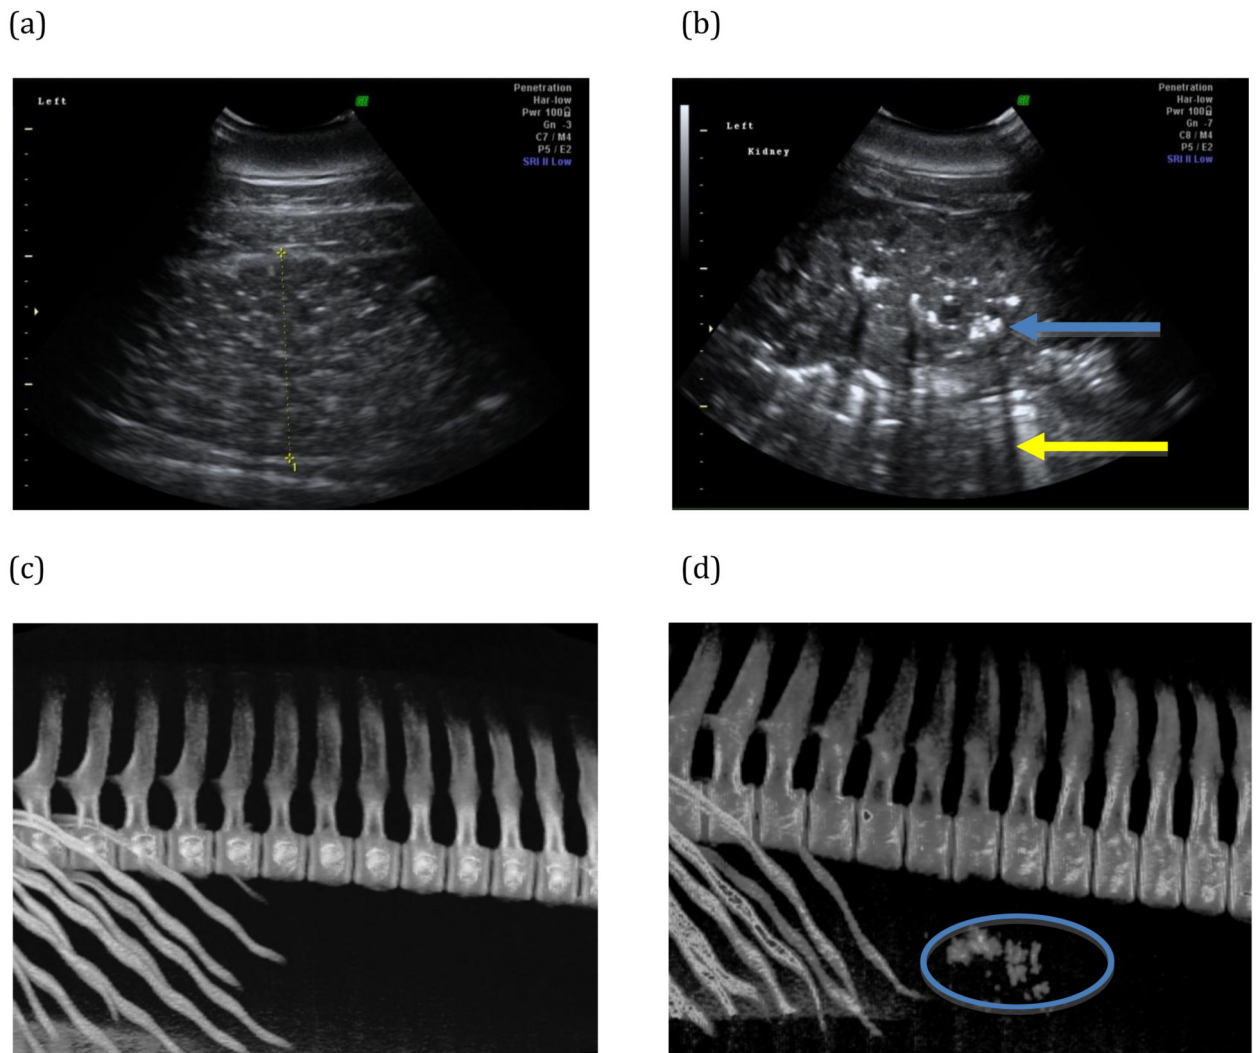 (a)
(b)
Left
Penetration
Har-low
Pwr 100
Gn -3
C7 / M4
P5 / E2
SRI II Low
1
Left
Kidney
Penetration
Har-low
Pwr 100
Gn -7
C8 / M4
P5 / E2
SRI II Low
(c)
(d)